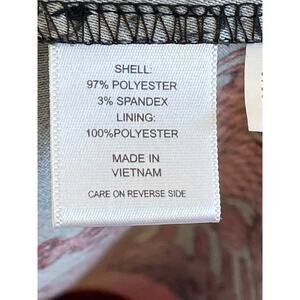 SHELL:
97% POLYESTER
3% SPANDEX
LINING:
100%POLYESTER
MADE IN
VIETNAM
CARE ON REVERSE SIDE